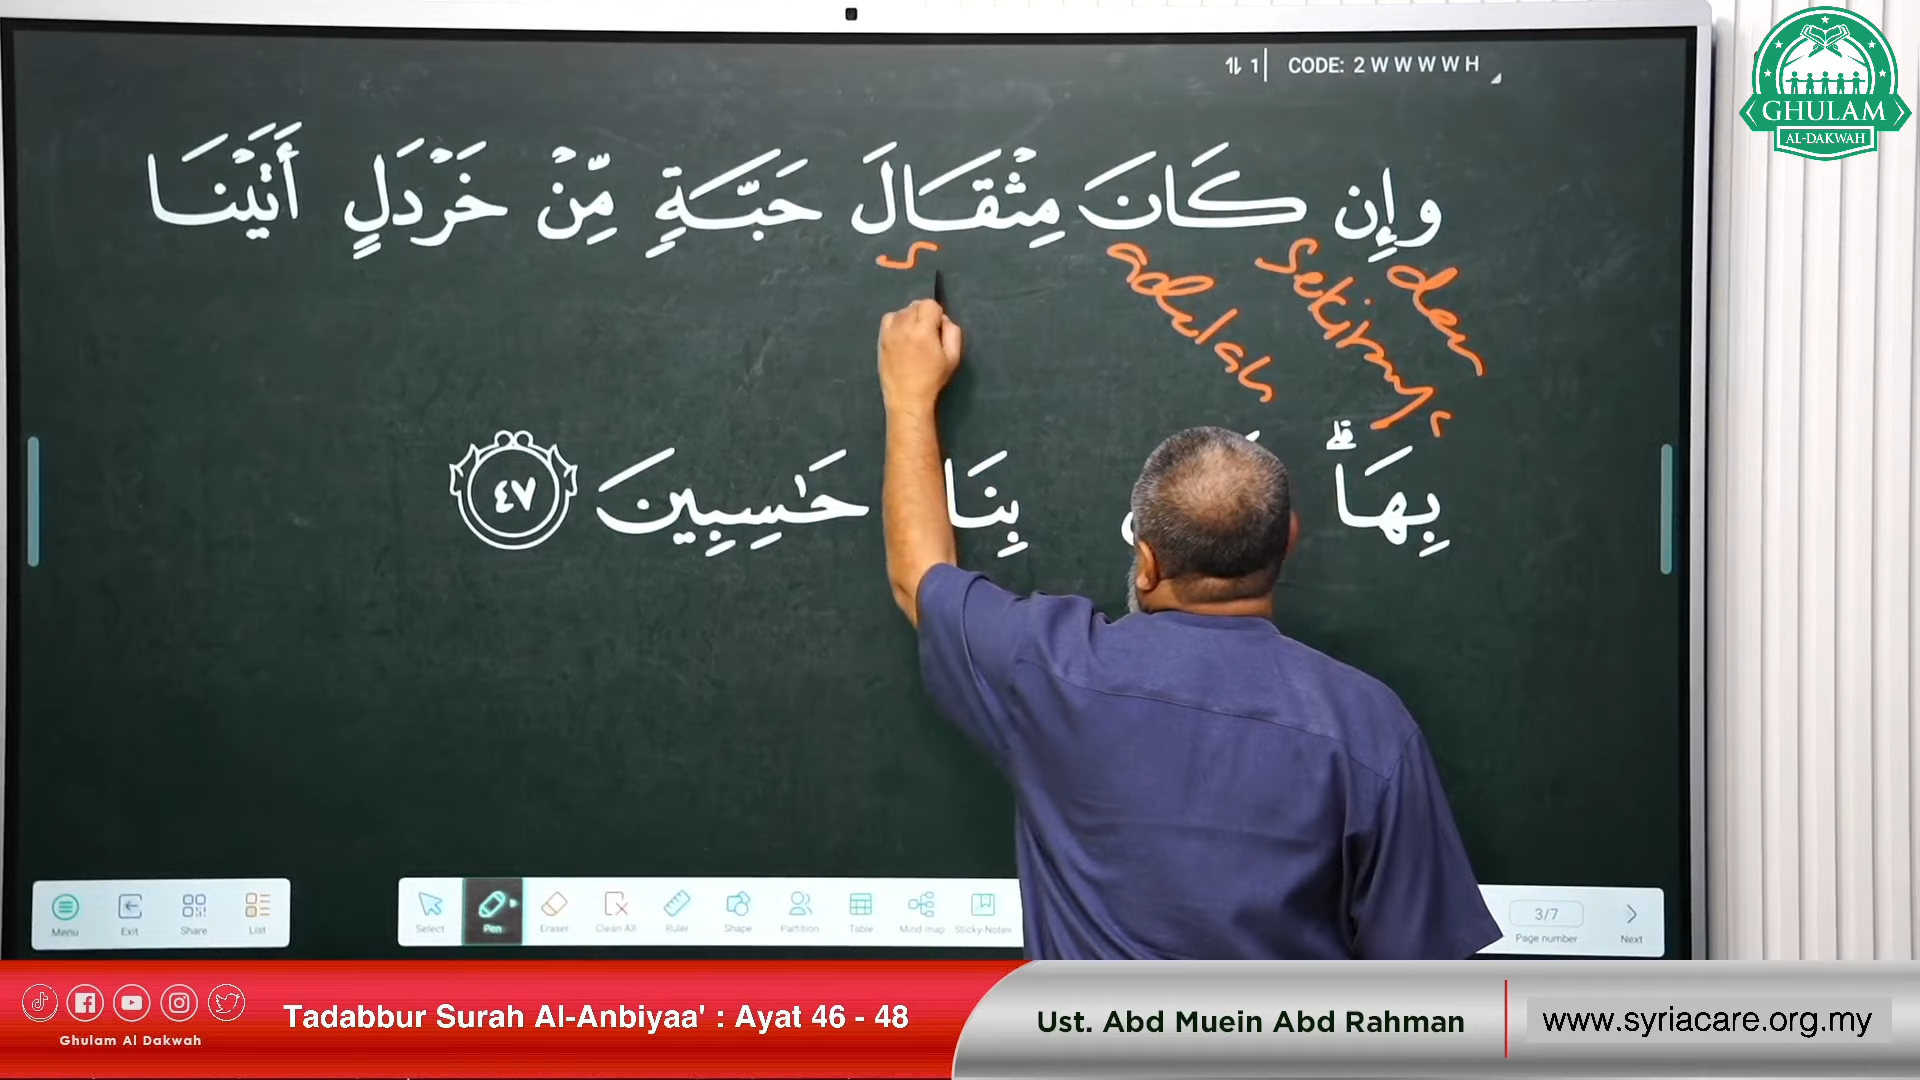 ⇅ 1 CODE: 2 W W W W H
GHULAM
AL-DAKWAH
وَإِن كَانَ مِثْقَالَ حَبَّةٍ مِّنْ خَرْدَلٍ أَتَيْنَا
adalah
بِهَاۗ بِنَا حَٰسِبِينَ ٤٧
Menu Exit Share List Select Pen Eraser Clean All Ruler Shape Partition Table Mind map Sticky-Notes 3/7 Page number Next
Ghulam Al Dakwah
Tadabbur Surah Al-Anbiyaa' : Ayat 46 - 48
Ust. Abd Muein Abd Rahman
www.syriacare.org.my